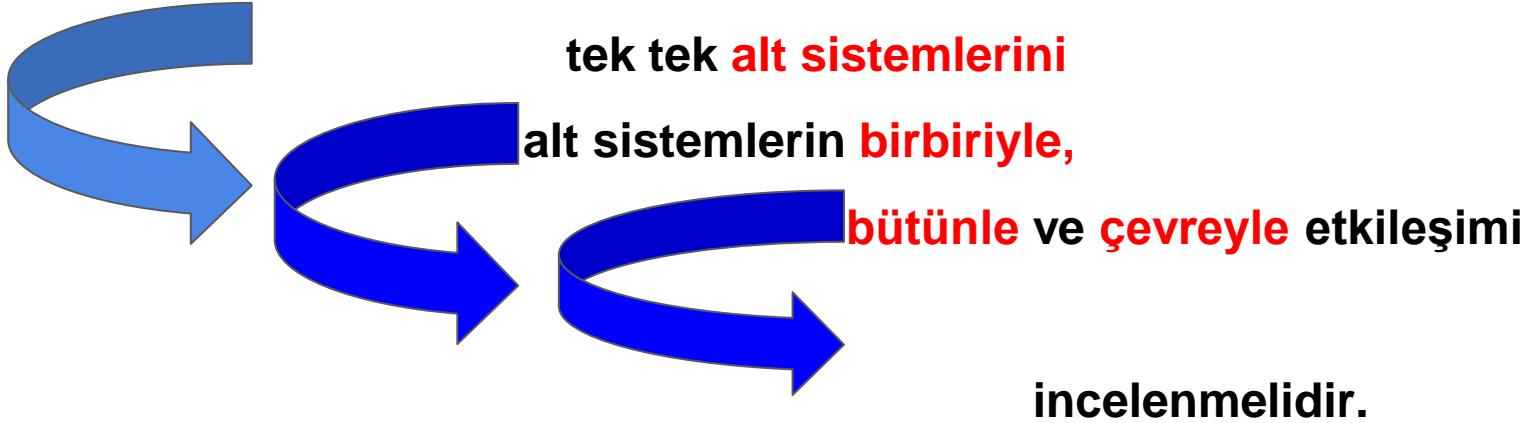 tek tek alt sistemlerini
alt sistemlerin birbiriyle,
bütünle ve çevreyle etkileşimi
incelenmelidir.